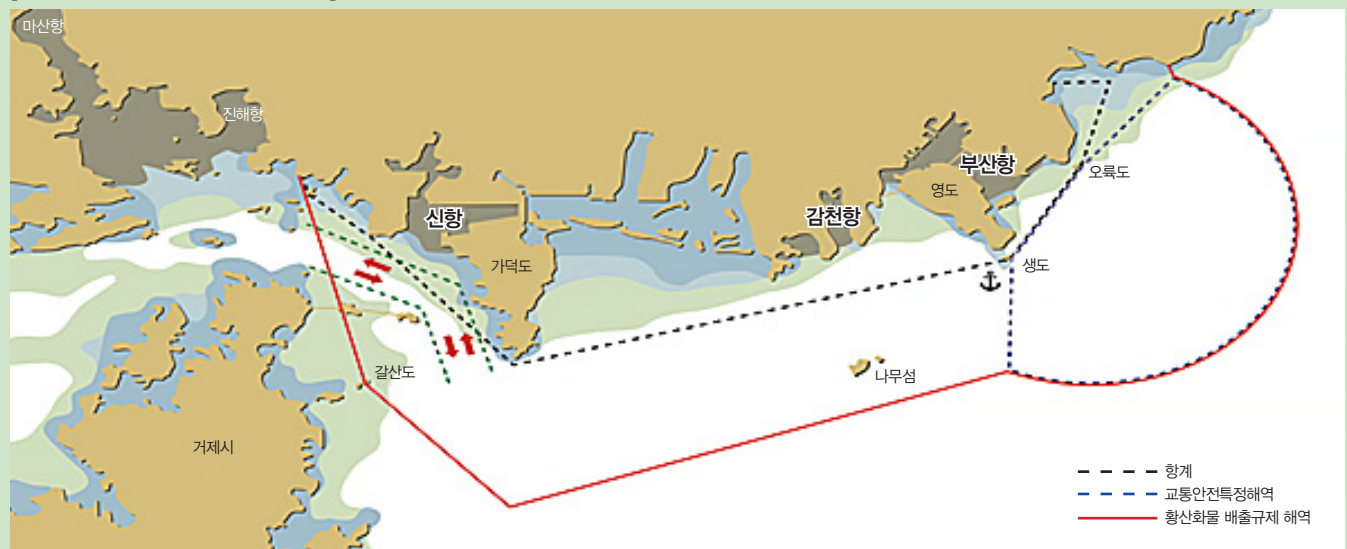 마산항
진해항
신항
가덕도
감천항
부산항
영도
오륙도
생도
나무섬
갈산도
거제시
항계
교통안전특정해역
황산화물 배출규제 해역